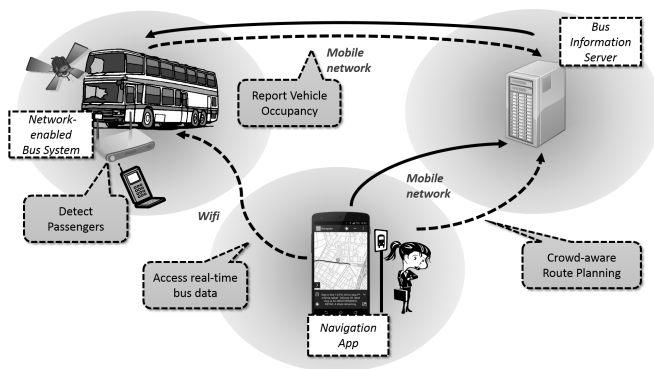 Mobile
network
Bus
Information
Server
Report Vehicle
Occupancy
Network-
enabled
Bus System
Detect
Passengers
Mobile
network
Wifi
Access real-time
bus data
Crowd-aware
Route Planning
Navigation
App